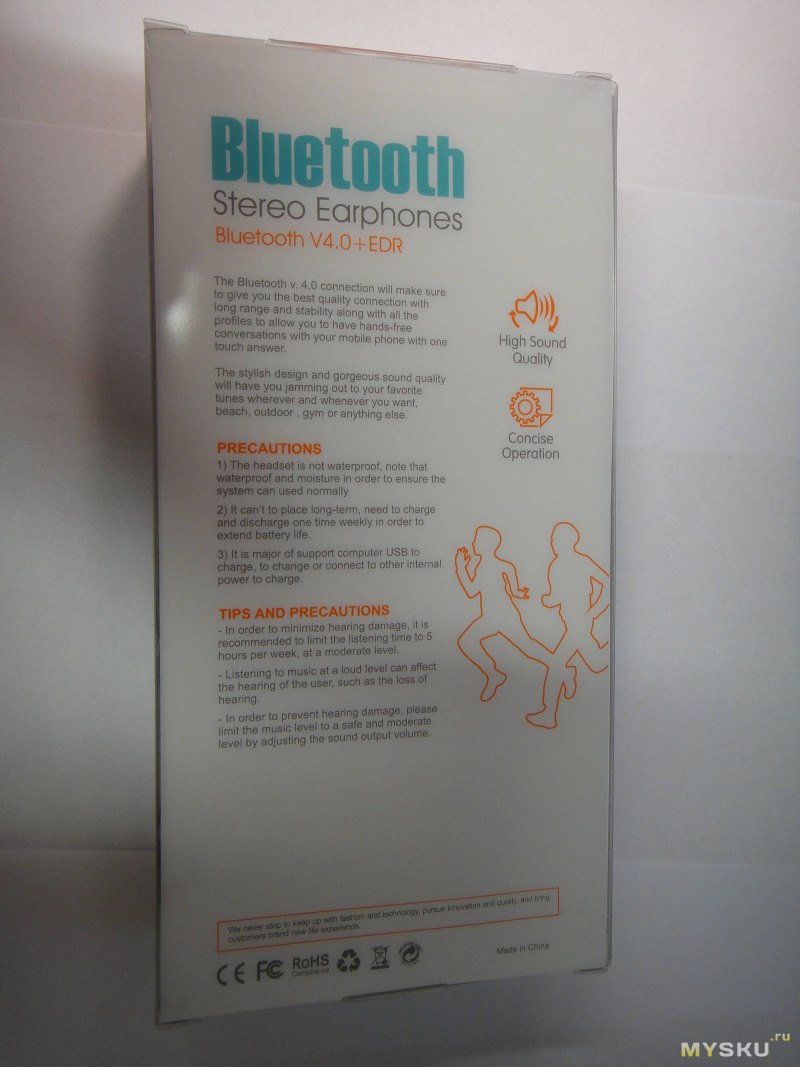 Bluetooth
Stereo Earphones
Bluetooth V4.0+EDR
The Bluetooth v. 4.0 connection will make sure
to give you the best quality connection with
long range and stability along with all the
profiles to allow you to have hands-free
conversations with your mobile phone with one
touch answer.
The stylish design and gorgeous sound quality
will have you jamming out to your favorite
tunes wherever and whenever you want,
beach, outdoor , gym or anything else.
High Sound
Quality
Concise
Operation
PRECAUTIONS
1) The headset is not waterproof, note that
waterproof and moisture in order to ensure the
system can used normally
2) It can't to place long-term, need to charge
and discharge one time weekly in order to
extend battery life.
3) It is major of support computer USB to
charge, to change or connect to other internal
power to charge.
TIPS AND PRECAUTIONS
- In order to minimize hearing damage, it is
recommended to limit the listening time to 5
hours per week, at a moderate level.
- Listening to music at a loud level can affect
the hearing of the user, such as the loss of
hearing.
- In order to prevent hearing damage, please
limit the music level to a safe and moderate
level by adjusting the sound output volume.
We never stop to keep up with fashion and technology, pursue innovation and quality, and bring
customers brand new life experience.
CE FC RoHS
Compliance
Made in China
MYSKU.ru